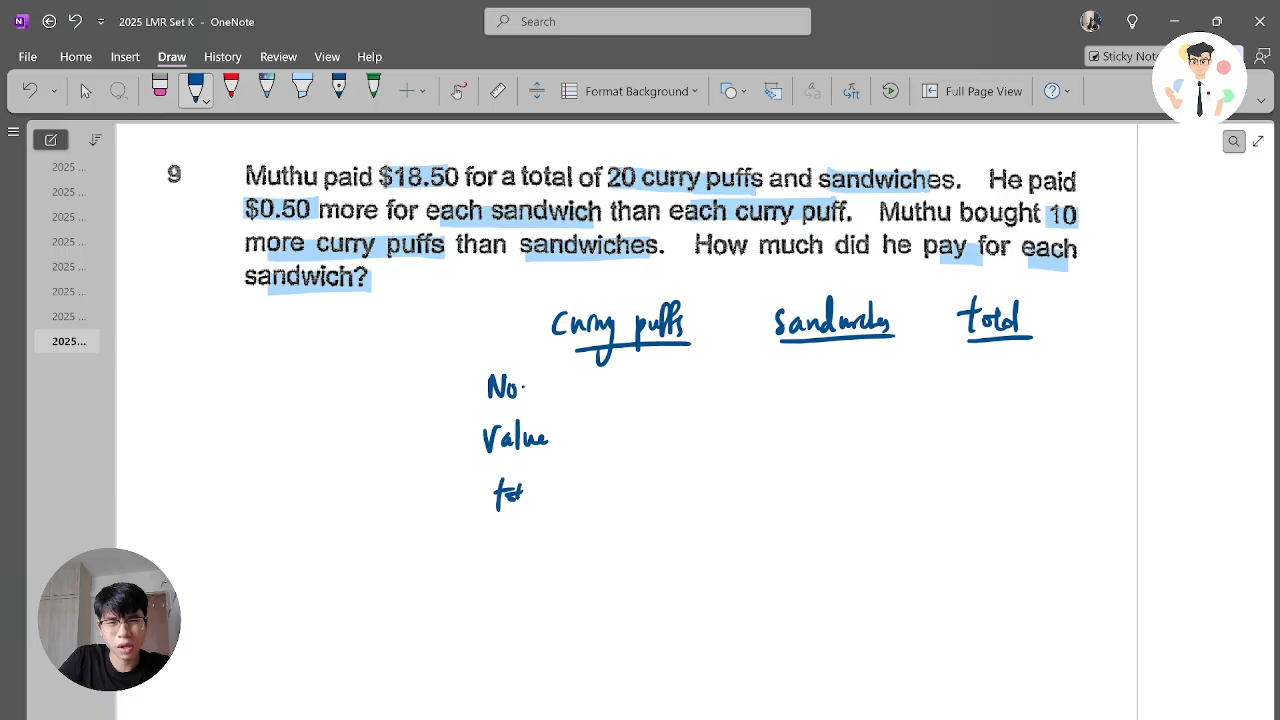 2025 LMR Set K - OneNote
Search
File Home Insert Draw History Review View Help
Sticky Not
Format Background
Full Page View
2025 ...
2025 ...
2025 ...
2025 ...
2025 ...
2025 ...
2025 ...
2025...
9 Muthu paid $18.50 for a total of 20 curry puffs and sandwiches. He paid
$0.50 more for each sandwich than each curry puff. Muthu bought 10
more curry puffs than sandwiches. How much did he pay for each
sandwich?
curry puffs sandwiches total
No.
Value
tot